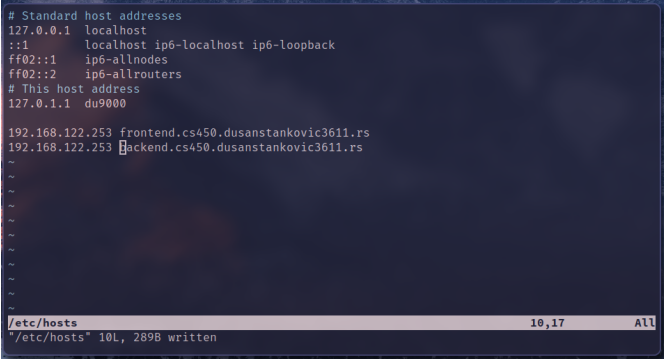 # Standard host addresses
127.0.0.1  localhost
::1        localhost ip6-localhost ip6-loopback
ff02::1    ip6-allnodes
ff02::2    ip6-allrouters
# This host address
127.0.1.1  du9000

192.168.122.253 frontend.cs450.dusanstankovic3611.rs
192.168.122.253 backend.cs450.dusanstankovic3611.rs
~
~
~
~
~
~
~
~
~
~
~
/etc/hosts 10,17 All
"/etc/hosts" 10L, 289B written